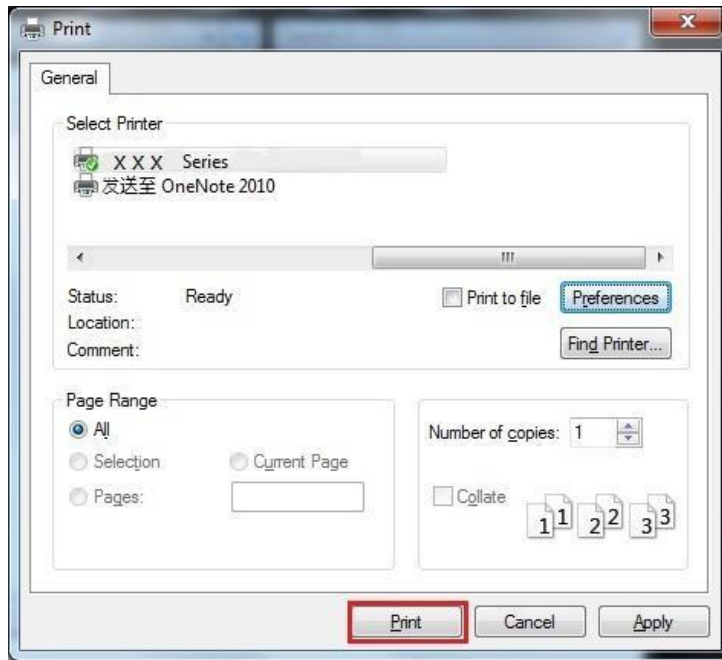 Print
General
Select Printer
X X X Series
发送至 OneNote 2010
Status: Ready
Print to file Preferences
Location:
Find Printer...
Comment:
Page Range
All
Number of copies: 1
Selection Current Page
Pages:
Collate
1 1 2 2 3 3
Print Cancel Apply